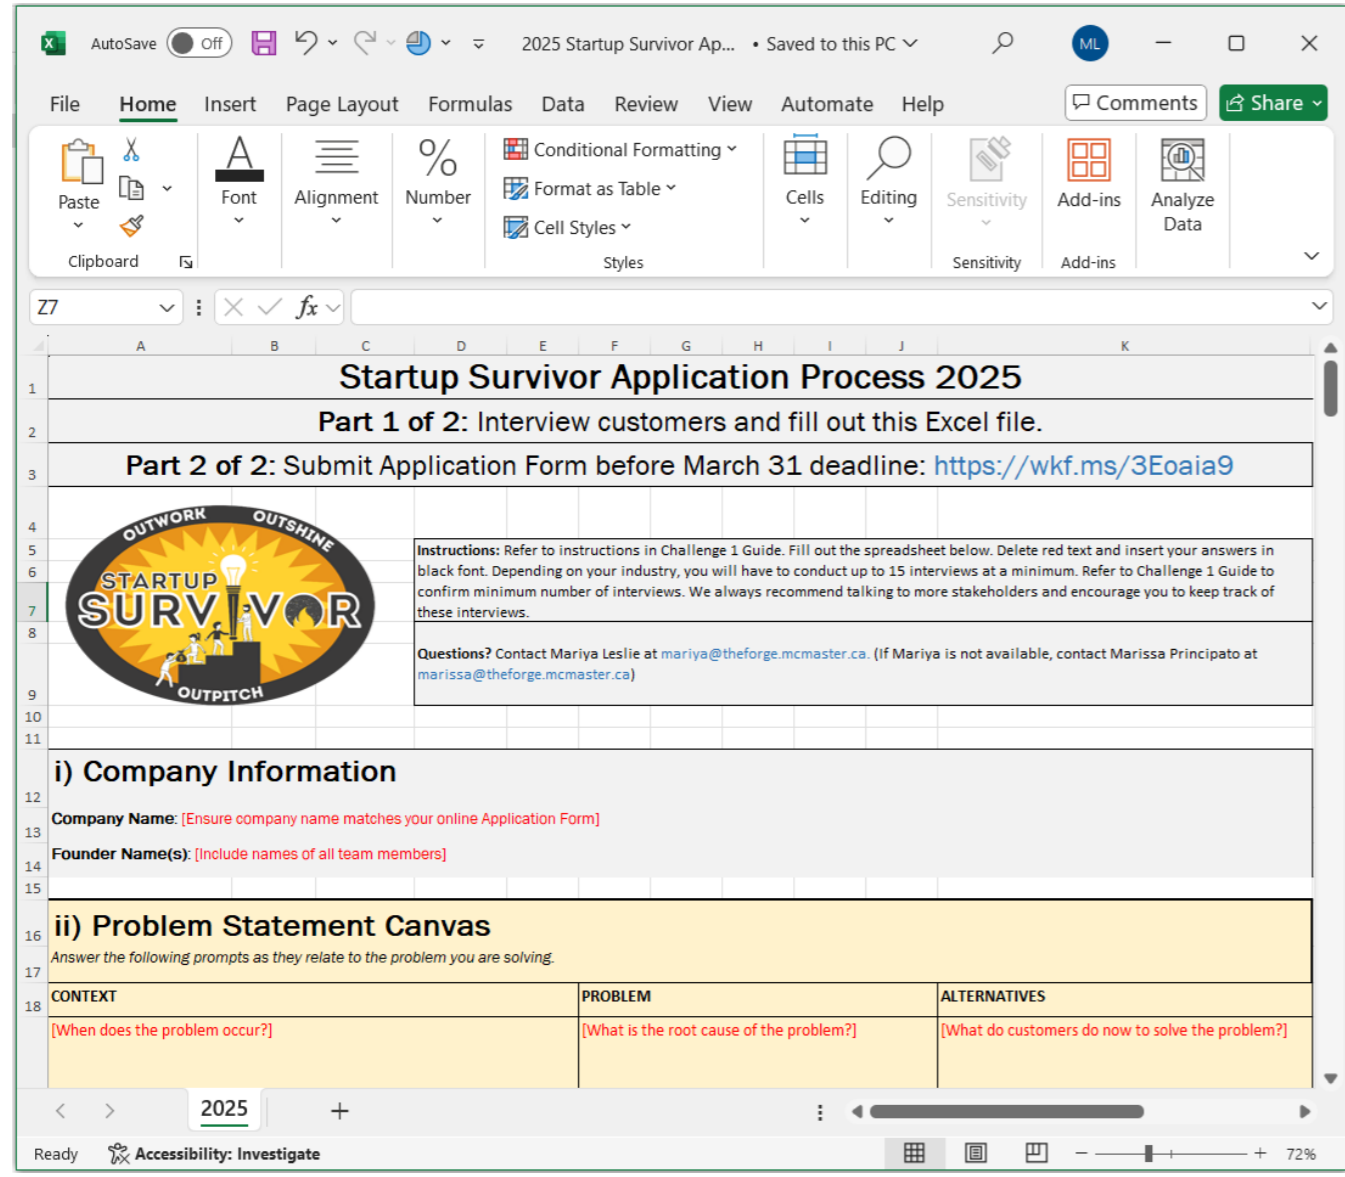 AutoSave Off 2025 Startup Survivor Ap... • Saved to this PC ML
File Home Insert Page Layout Formulas Data Review View Automate Help Comments Share
Paste
Clipboard
Font
Alignment
Number
Conditional Formatting
Format as Table
Cell Styles
Styles
Cells
Editing
Sensitivity
Sensitivity
Add-ins
Add-ins
Analyze
Data
Z7 fx
A B C D E F G H I J K
1 Startup Survivor Application Process 2025
2 Part 1 of 2: Interview customers and fill out this Excel file.
3 Part 2 of 2: Submit Application Form before March 31 deadline: https://wkf.ms/3Eoaia9
4
5
6
7
8
9
OUTWORK OUTSHINE
STARTUP
SURVIVOR
OUTPITCH
Instructions: Refer to instructions in Challenge 1 Guide. Fill out the spreadsheet below. Delete red text and insert your answers in
black font. Depending on your industry, you will have to conduct up to 15 interviews at a minimum. Refer to Challenge 1 Guide to
confirm minimum number of interviews. We always recommend talking to more stakeholders and encourage you to keep track of
these interviews.
Questions? Contact Mariya Leslie at mariya@theforge.mcmaster.ca. (If Mariya is not available, contact Marissa Principato at
marissa@theforge.mcmaster.ca)
10
11
12 i) Company Information
13 Company Name: [Ensure company name matches your online Application Form]
14 Founder Name(s): [Include names of all team members]
15
16 ii) Problem Statement Canvas
17 Answer the following prompts as they relate to the problem you are solving.
18 CONTEXT PROBLEM ALTERNATIVES
[When does the problem occur?] [What is the root cause of the problem?] [What do customers do now to solve the problem?]
2025
Ready Accessibility: Investigate 72%